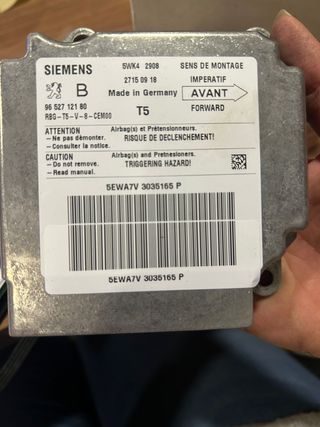 SIEMENS 5WK4 2908 SENS DE MONTAGE
B 2715 09 18 IMPERATIF
Made in Germany AVANT
96 527 121 80 T5 FORWARD
RBG-T5-V-8-CEM00
ATTENTION Airbag(s) et Prétensionneurs.
- Ne pas démonter. RISQUE DE DECLENCHEMENT!
- Consulter la notice.
CAUTION Airbag(s) and Pretnesioners.
- Do not remove. TRIGGERING HAZARD!
- Read manual.
5EWA7V 3035165 P
5EWA7V 3035165 P